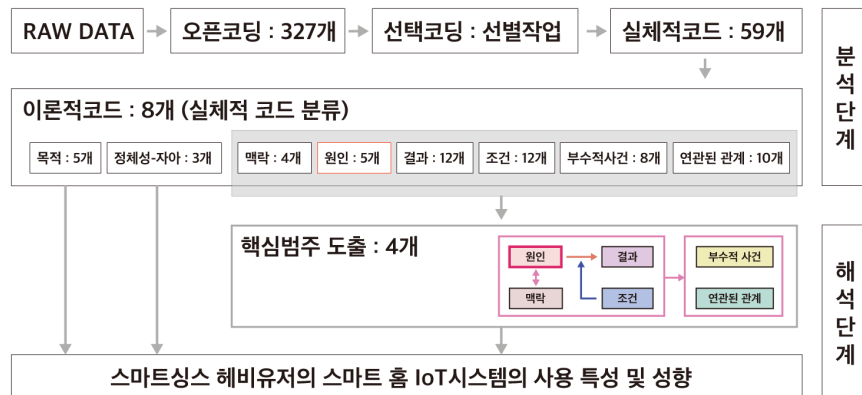 RAW DATA
오픈코딩 : 327개
선택코딩 : 선별작업
실체적코드 : 59개
분석단계
이론적코드 : 8개 (실체적 코드 분류)
목적 : 5개
정체성-자아 : 3개
맥락 : 4개
원인 : 5개
결과 : 12개
조건 : 12개
부수적사건 : 8개
연관된 관계 : 10개
핵심범주 도출 : 4개
원인
결과
부수적 사건
맥락
조건
연관된 관계
해석단계
스마트싱스 헤비유저의 스마트 홈 IoT시스템의 사용 특성 및 성향